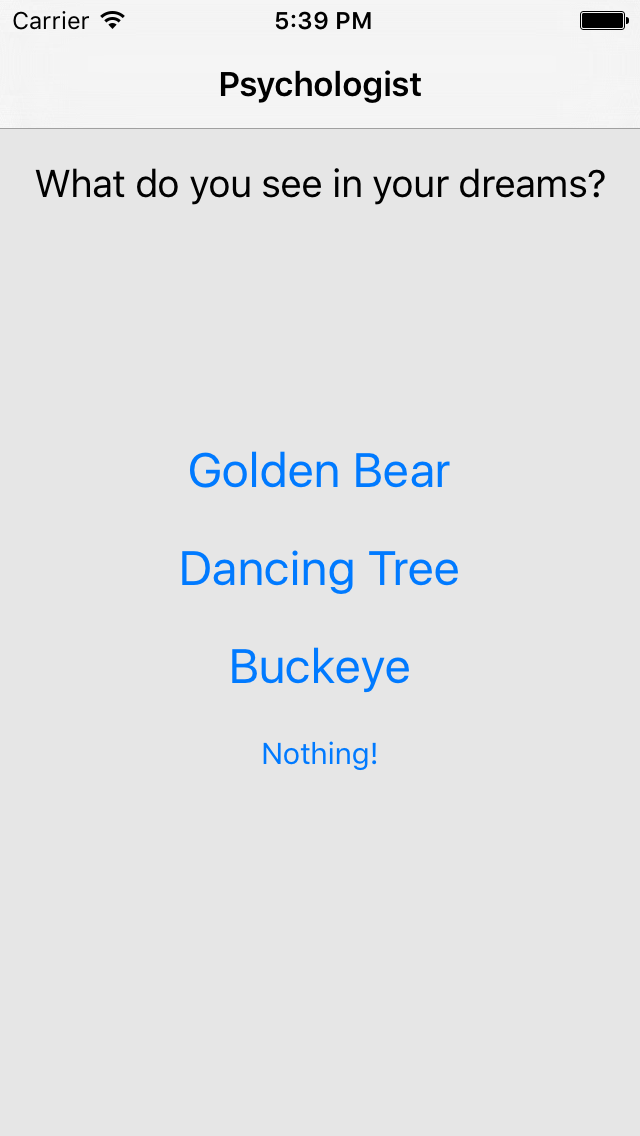 Carrier 5:39 PM
Psychologist
What do you see in your dreams?
Golden Bear
Dancing Tree
Buckeye
Nothing!